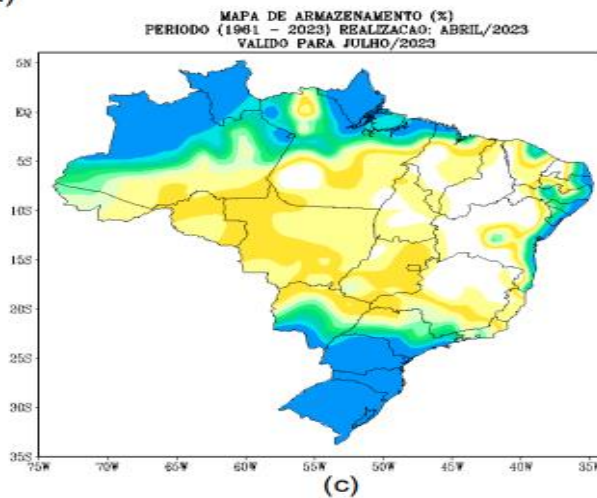 MAPA DE ARMAZENAMENTO (%)
PERIODO (1961 - 2023) REALIZACAO: ABRIL/2023
VALIDO PARA JULHO/2023
5N
EQ
5S
10S
15S
20S
25S
30S
35S
75W 70W 65W 60W 55W 50W 45W 40W 35W
(c)